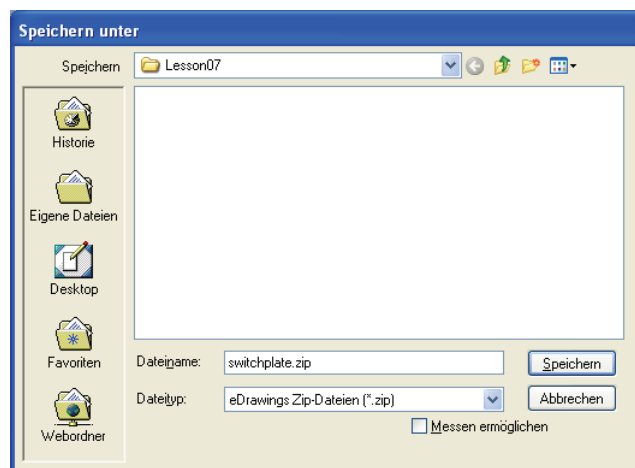 Speichern unter
Speichern Lesson07
Historie
Eigene Dateien
Desktop
Favoriten
Webordner
Dateiname: switchplate.zip Speichern
Dateityp: eDrawings Zip-Dateien (*.zip) Abbrechen
Messen ermöglichen